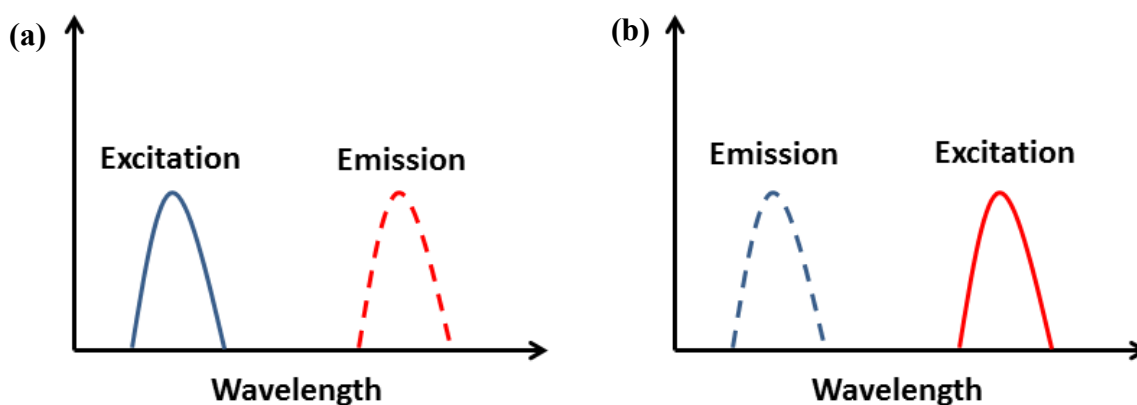 (a)
Excitation
Emission
Wavelength
(b)
Emission
Excitation
Wavelength